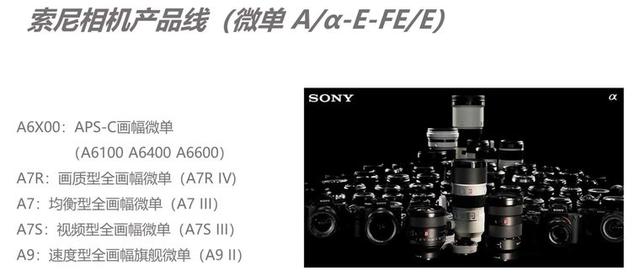 索尼相机产品线（微单 A/α-E-FE/E）
A6X00：APS-C画幅微单
（A6100 A6400 A6600）
A7R：画质型全画幅微单（A7R IV）
A7：均衡型全画幅微单（A7 III）
A7S：视频型全画幅微单（A7S III）
A9：速度型全画幅旗舰微单（A9 II）
SONY
α